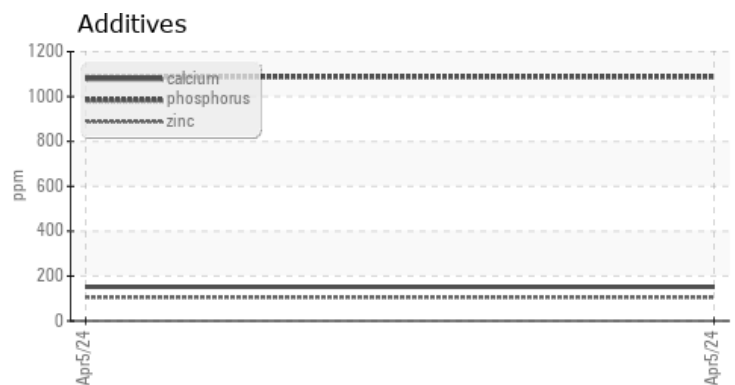 Additives
1200
1000
800
600
400
200
0
ppm
calcium
phosphorus
zinc
Apr5/24
Apr5/24